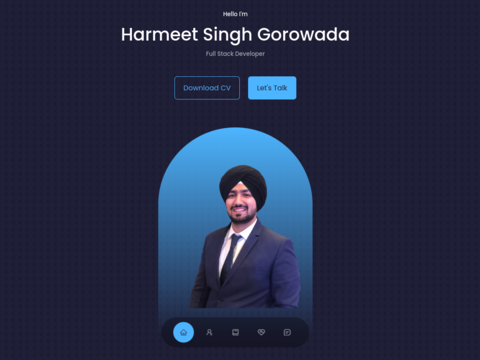 Hello I'm
Harmeet Singh Gorowada
Full Stack Developer
Download CV
Let's Talk